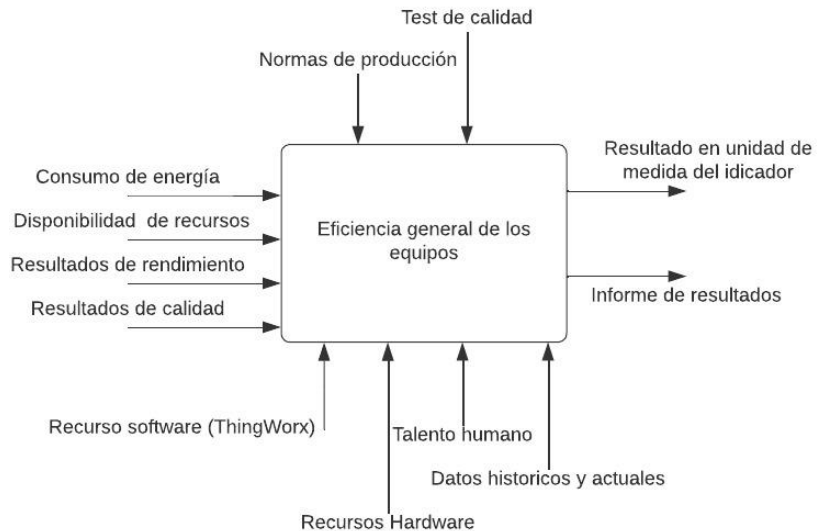 Test de calidad
Normas de producción
Consumo de energía
Disponibilidad de recursos
Resultados de rendimiento
Resultados de calidad
Eficiencia general de los
equipos
Resultado en unidad de
medida del idicador
Informe de resultados
Recurso software (ThingWorx)
Talento humano
Datos historicos y actuales
Recursos Hardware